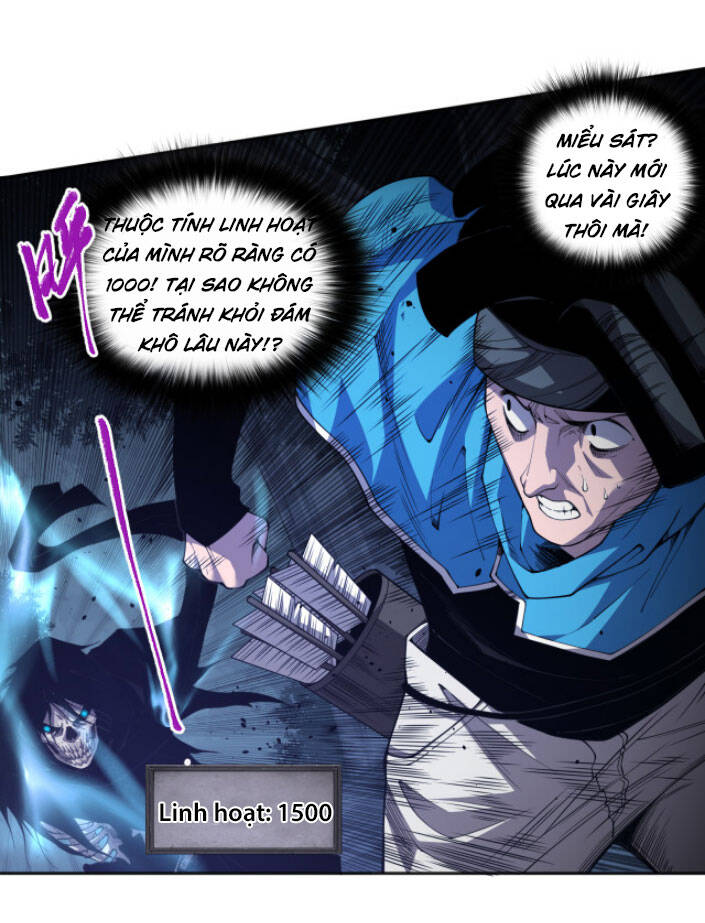 MIỂU SÁT?
LÚC NÀY MỚI
QUA VÀI GIÂY
THÔI MÀ!
THUỘC TÍNH LINH HOẠT
CỦA MÌNH RÕ RÀNG CÓ
1000! TẠI SAO KHÔNG
THỂ TRÁNH KHỎI ĐÁM
KHÔ LÂU NÀY!?
Linh hoạt: 1500